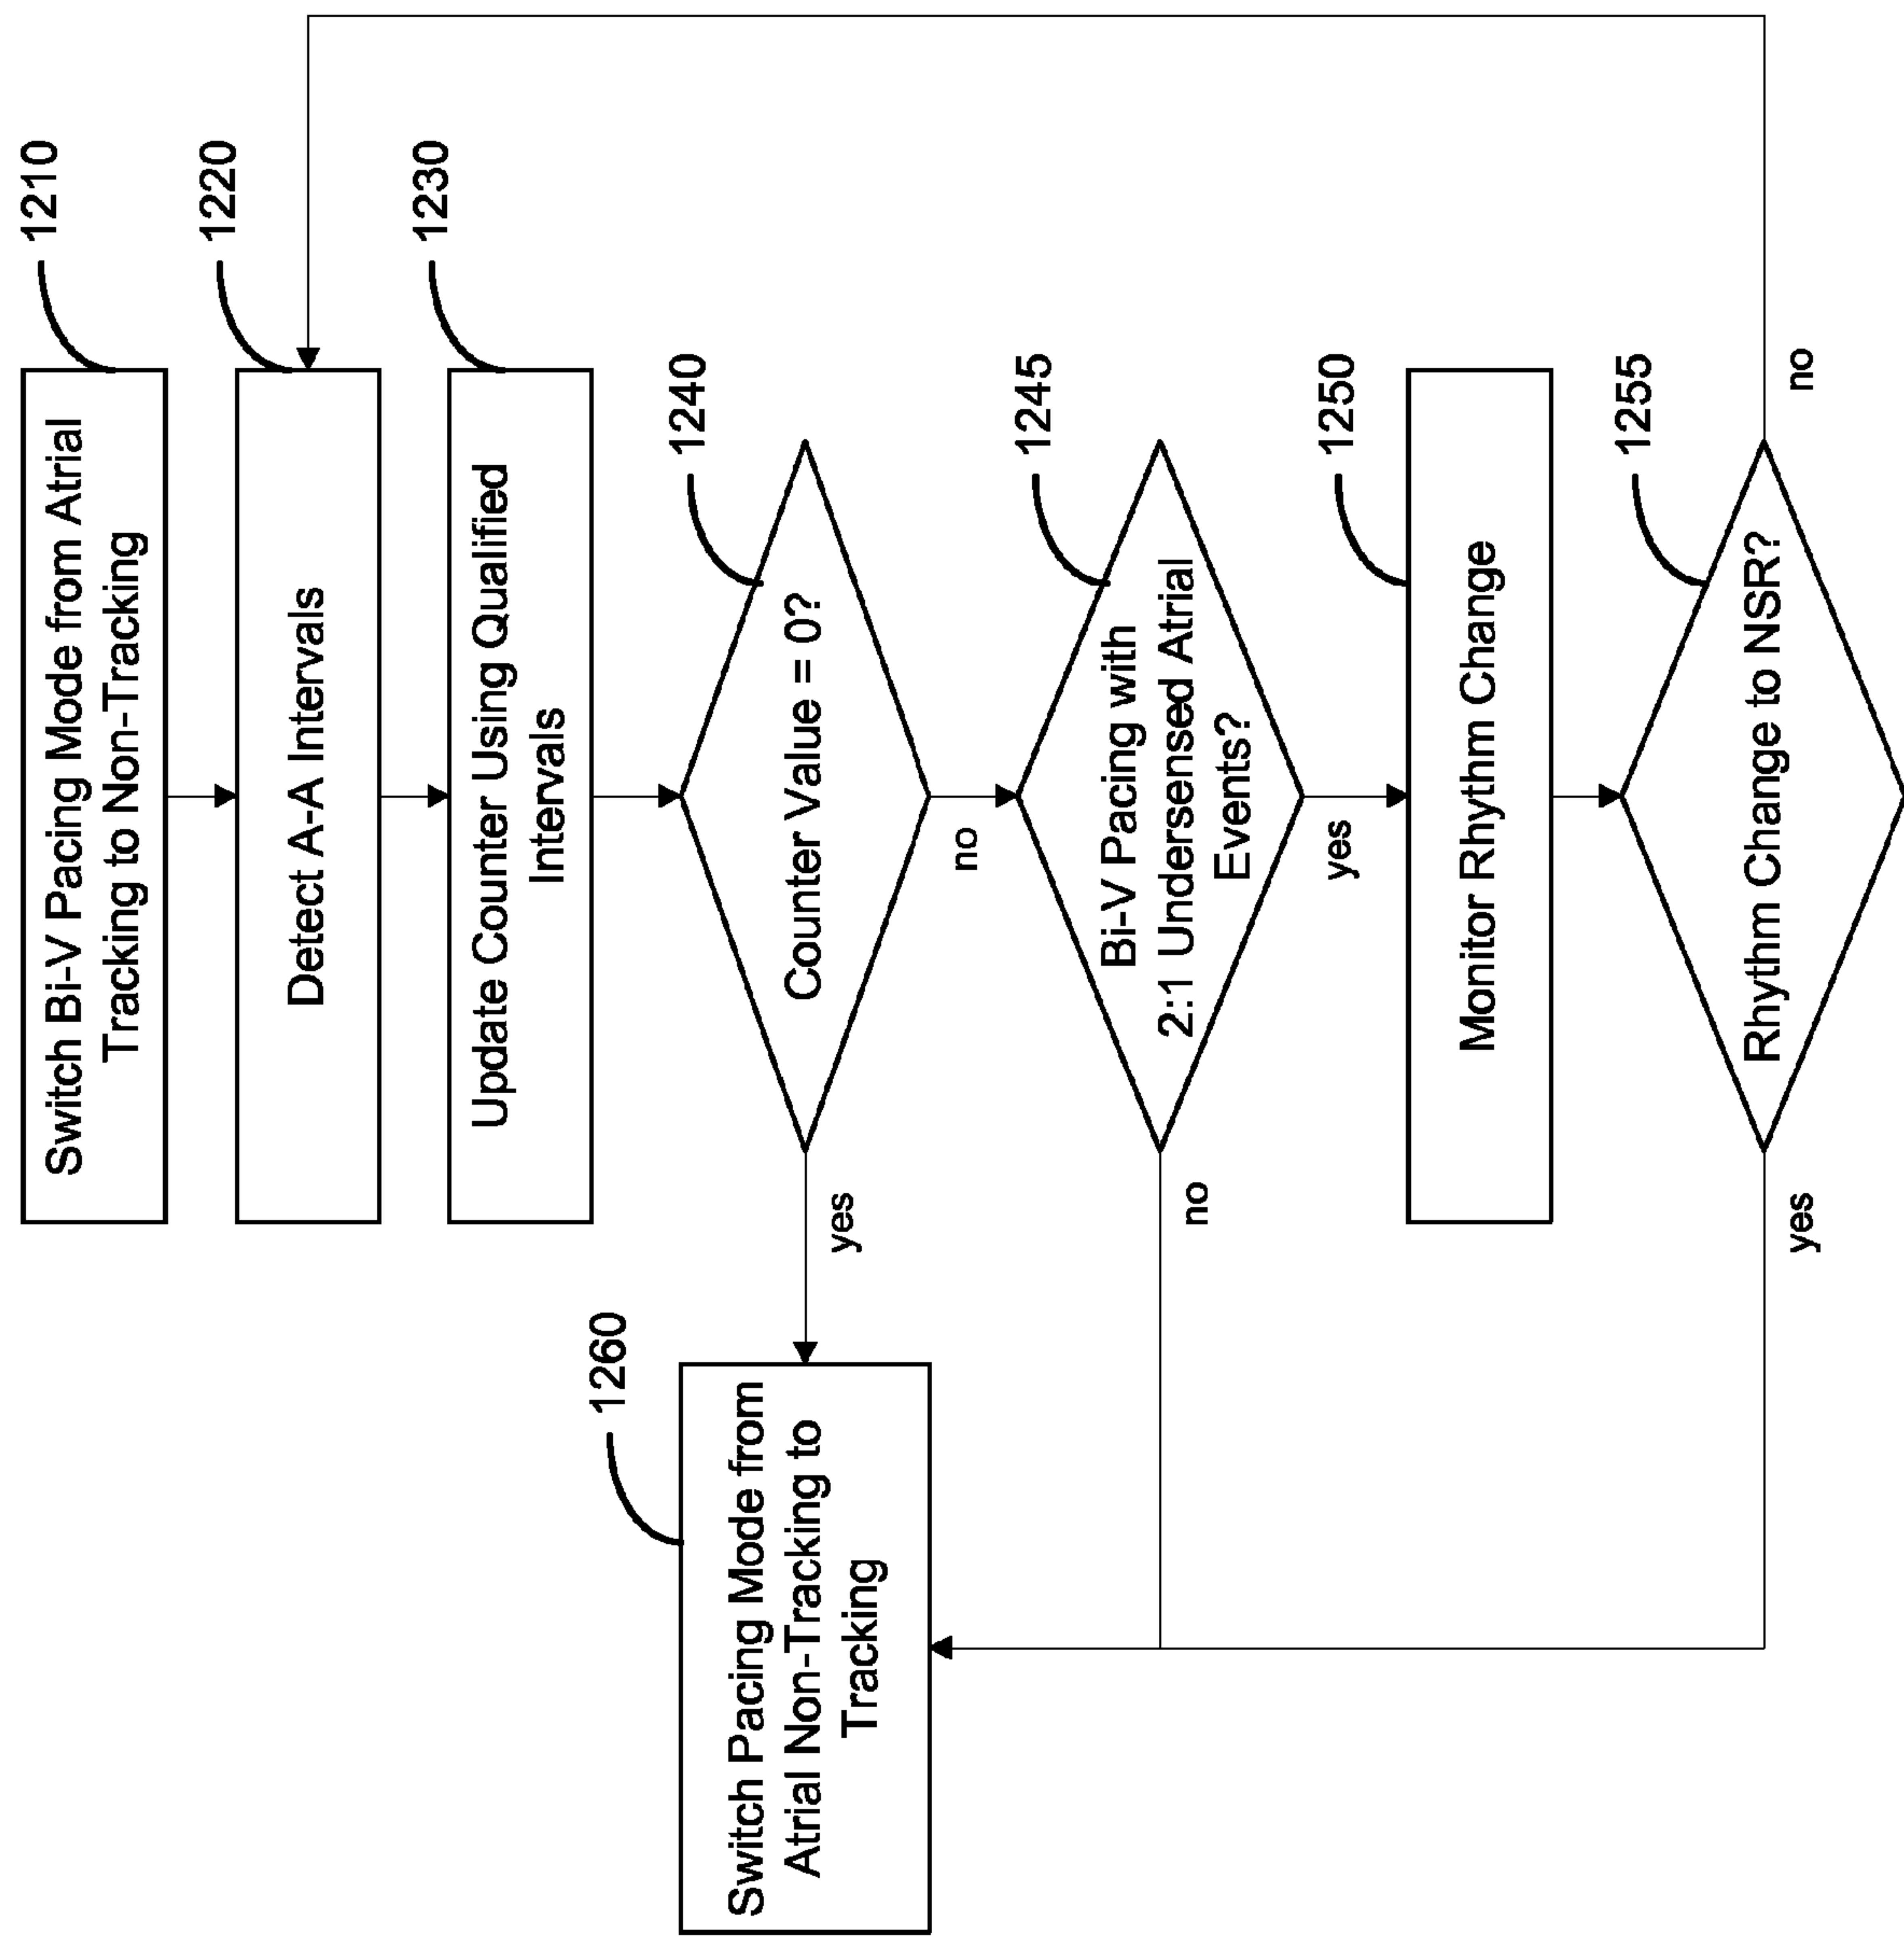 1210
Switch Bi-V Pacing Mode from Atrial
Tracking to Non-Tracking
1220
Detect A-A Intervals
1230
Update Counter Using Qualified
Intervals
1240
Counter Value = 0?
yes
no
1260
Switch Pacing Mode from
Atrial Non-Tracking to
Tracking
1245
Bi-V Pacing with
2:1 Undersensed Atrial
Events?
no
yes
1250
Monitor Rhythm Change
1255
Rhythm Change to NSR?
yes
no